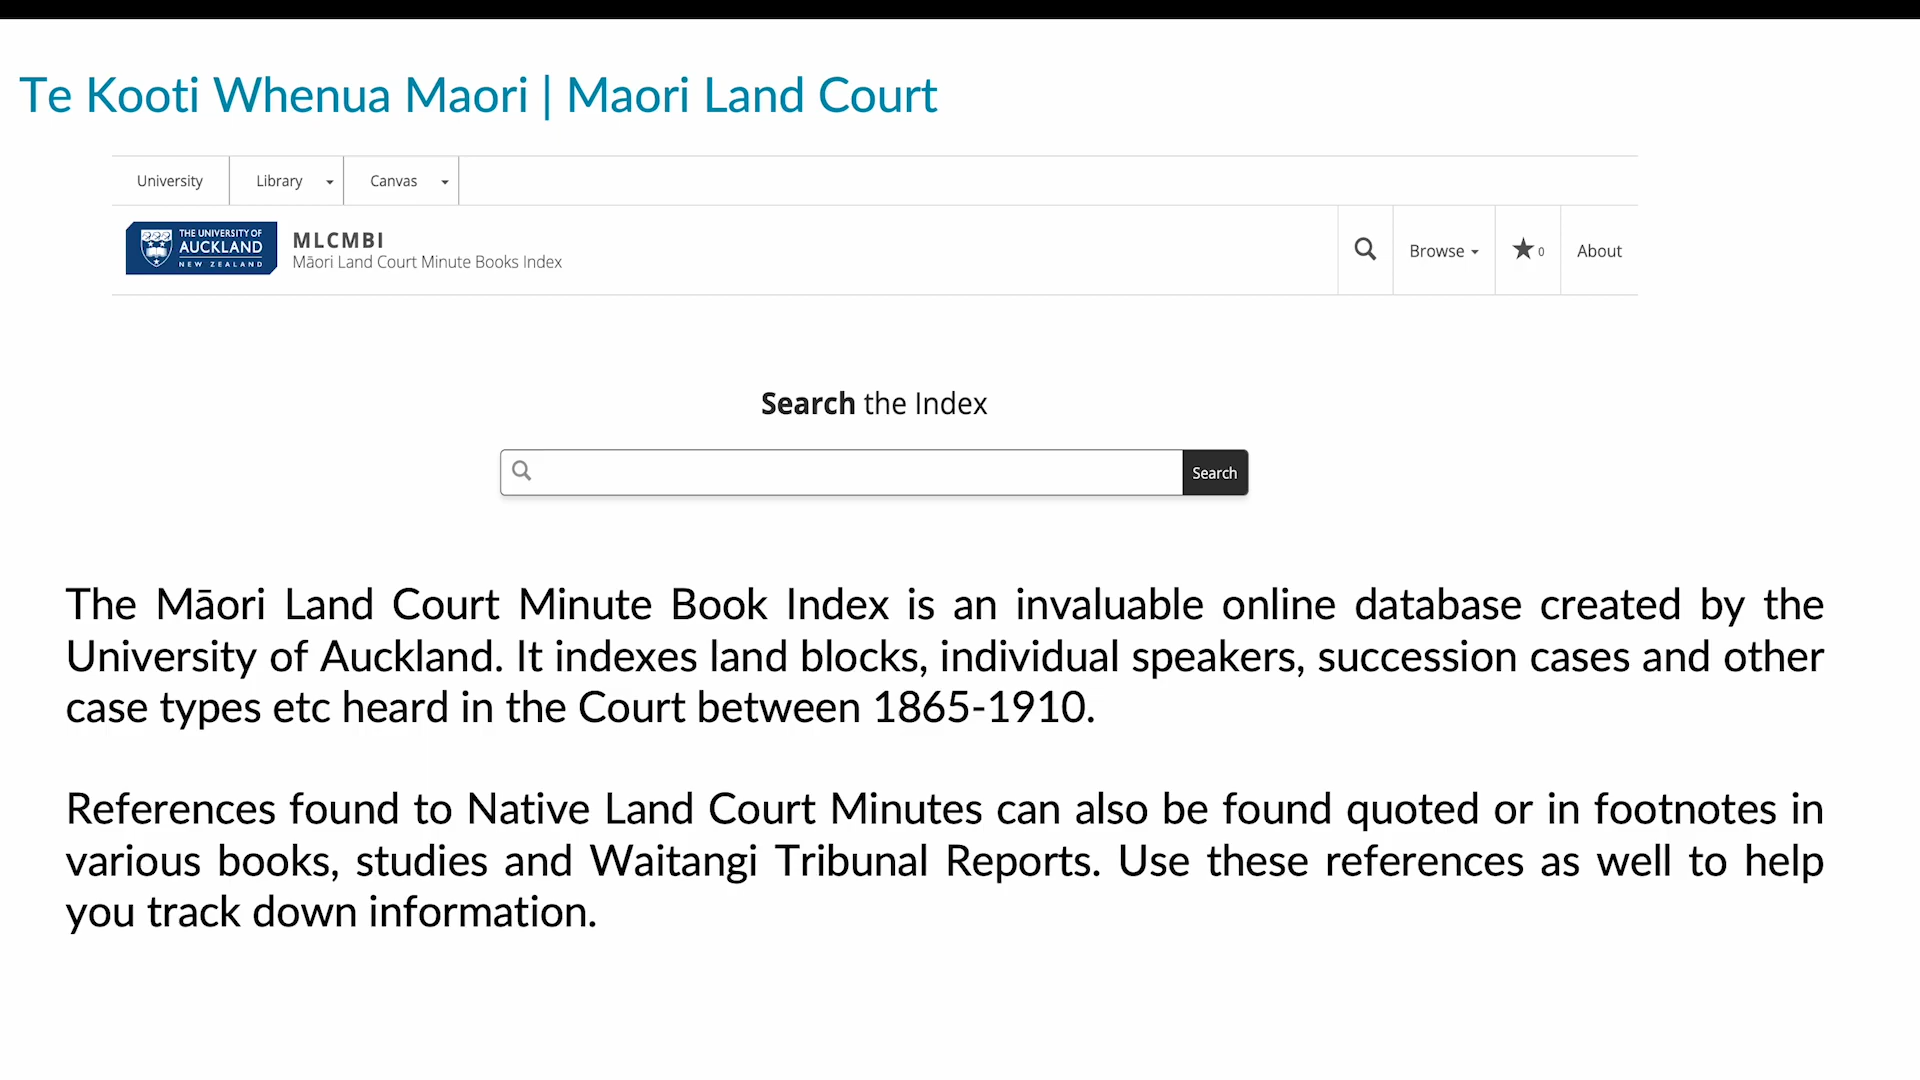 Te Kooti Whenua Maori | Maori Land Court
University
Library
Canvas
THE UNIVERSITY OF
AUCKLAND
NEW ZEALAND
MLCMBI
Māori Land Court Minute Books Index
Browse
0
About
Search the Index
Search
The Māori Land Court Minute Book Index is an invaluable online database created by the
University of Auckland. It indexes land blocks, individual speakers, succession cases and other
case types etc heard in the Court between 1865-1910.
References found to Native Land Court Minutes can also be found quoted or in footnotes in
various books, studies and Waitangi Tribunal Reports. Use these references as well to help
you track down information.